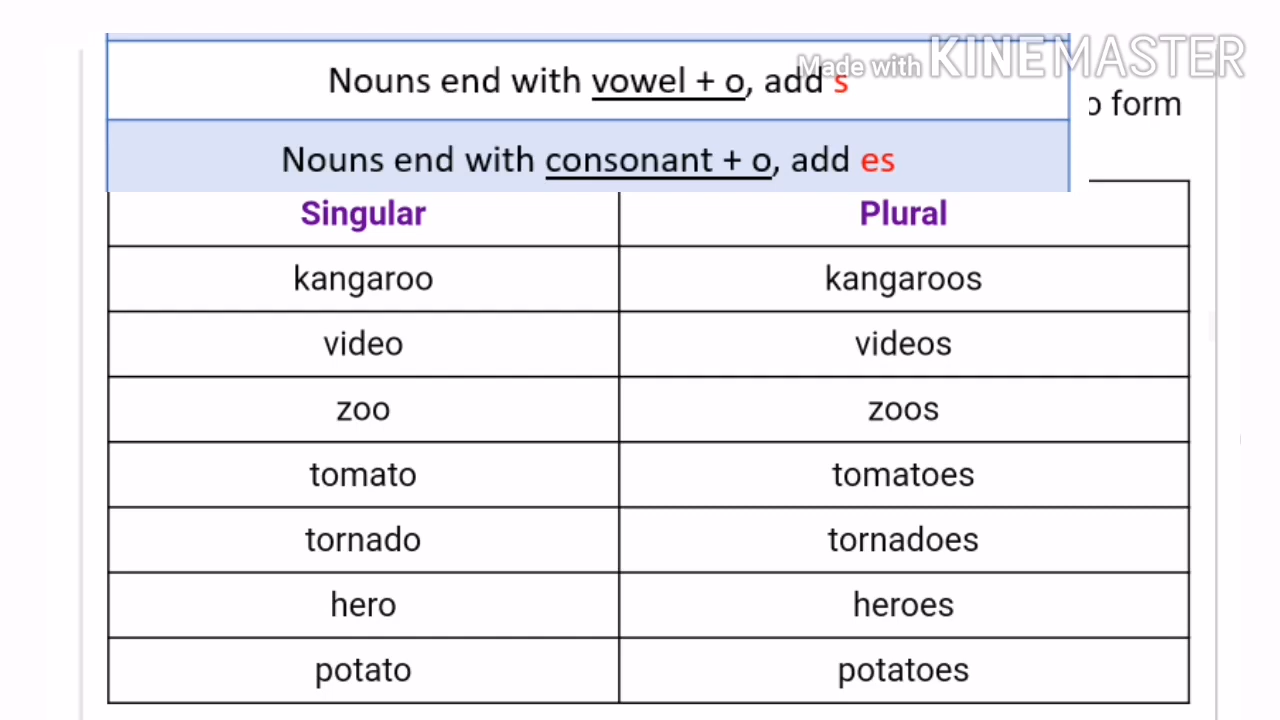 Made with KINEMASTER
Nouns end with vowel + o, add s
o form
Nouns end with consonant + o, add es
Singular Plural
kangaroo kangaroos
video videos
zoo zoos
tomato tomatoes
tornado tornadoes
hero heroes
potato potatoes